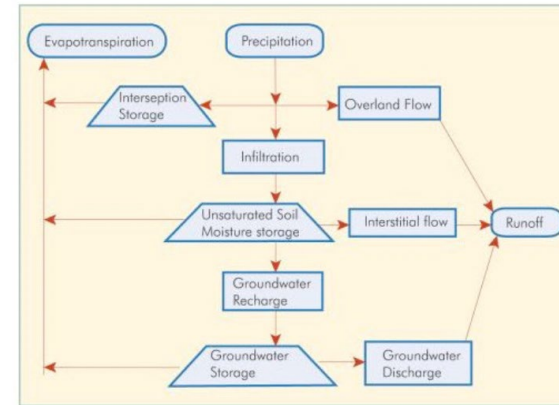 Evapotranspiration
Precipitation
Interseption
Storage
Overland Flow
Infiltration
Unsaturated Soil
Moisture storage
Interstitial flow
Runoff
Groundwater
Recharge
Groundwater
Storage
Groundwater
Discharge